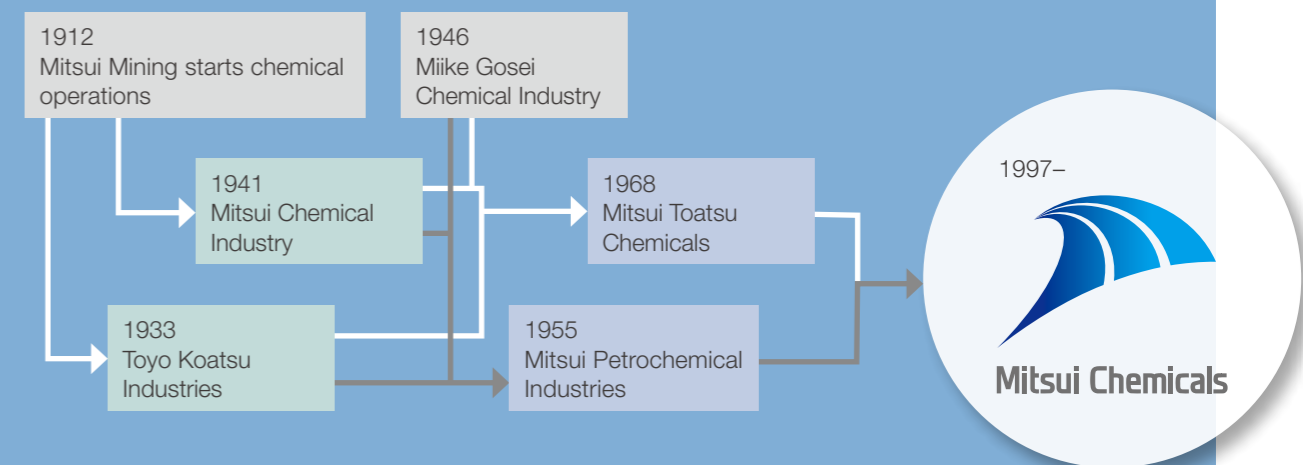 1912
Mitsui Mining starts chemical
operations
1946
Miike Gosei
Chemical Industry
1941
Mitsui Chemical
Industry
1968
Mitsui Toatsu
Chemicals
1933
Toyo Koatsu
Industries
1955
Mitsui Petrochemical
Industries
1997–
Mitsui Chemicals